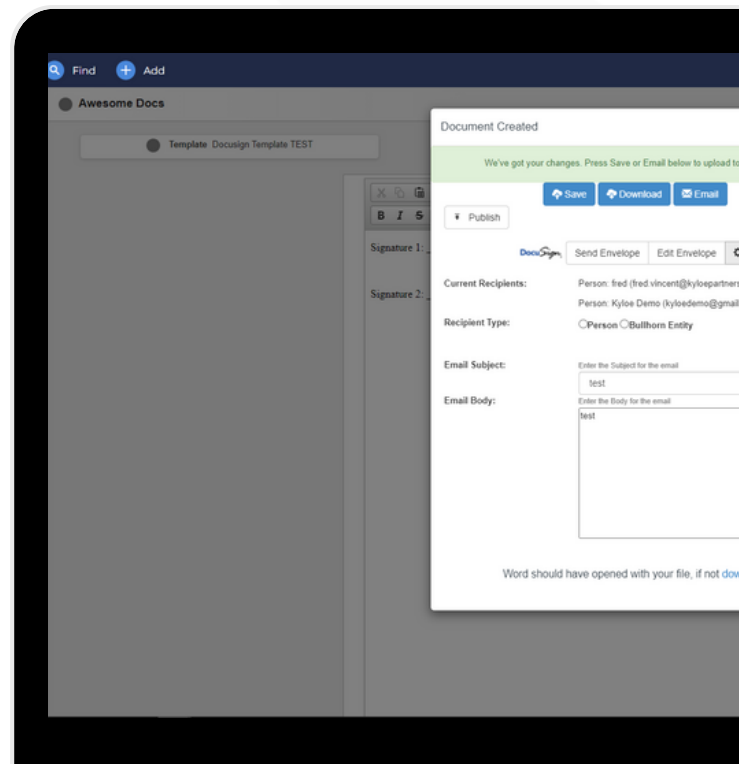 Find Add
Awesome Docs
Template Docusign Template TEST
B I S
Signature 1: _
Signature 2: _
Document Created
We've got your changes. Press Save or Email below to upload to
Save Download Email
Publish
DocuSign Send Envelope Edit Envelope
Current Recipients: Person: fred (fred.vincent@kyloepartners
Person: Kyloe Demo (kyloedemo@gmail
Recipient Type: Person Bullhorn Entity
Email Subject: Enter the Subject for the email
test
Email Body: Enter the Body for the email
test
Word should have opened with your file, if not dow